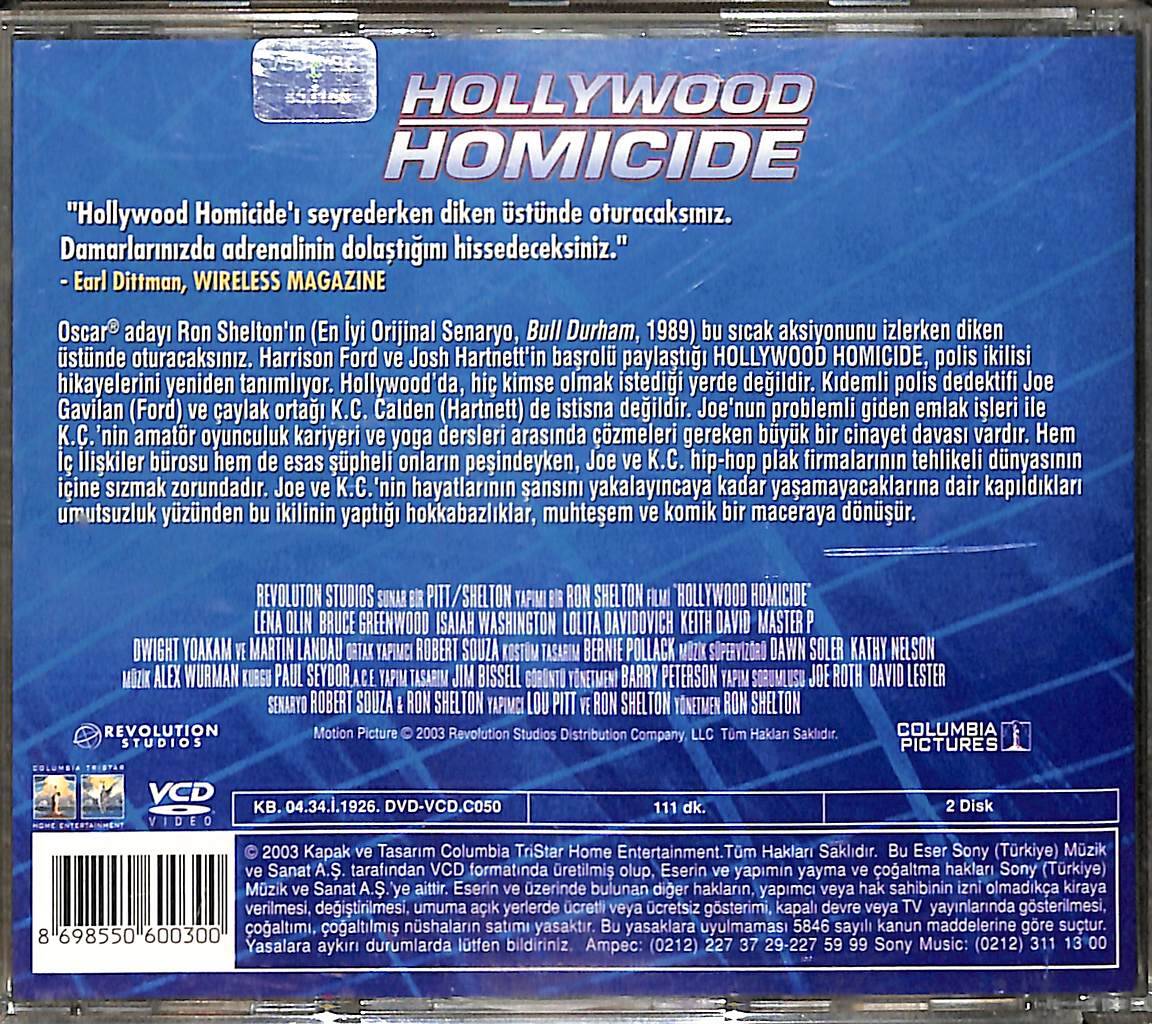 HOLLYWOOD
HOMICIDE
"Hollywood Homicide'ı seyrederken diken üstünde oturacaksınız.
Damarlarınızda adrenalinin dolaştığını hissedeceksiniz."
- Earl Dittman, WIRELESS MAGAZINE
Oscar® adayı Ron Shelton'ın (En İyi Orijinal Senaryo, Bull Durham, 1989) bu sıcak aksiyonunu izlerken diken
üstünde oturacaksınız. Harrison Ford ve Josh Hartnett'in başrolü paylaştığı HOLLYWOOD HOMICIDE, polis ikilisi
hikayelerini yeniden tanımlıyor. Hollywood'da, hiç kimse olmak istediği yerde değildir. Kıdemli polis dedektifi Joe
Gavilan (Ford) ve çaylak ortağı K.C. Calden (Hartnett) de istisna değildir. Joe'nun problemli giden emlak işleri ile
K.C.'nin amatör oyunculuk kariyeri ve yoga dersleri arasında çözmeleri gereken büyük bir cinayet davası vardır. Hem
İç İlişkiler bürosu hem de esas şüpheli onların peşindeyken, Joe ve K.C. hip-hop plak firmalarının tehlikeli dünyasının
içine sızmak zorundadır. Joe ve K.C.'nin hayatlarının şansını yakalayıncaya kadar yaşamayacaklarına dair kapıldıkları
umutsuzluk yüzünden bu ikilinin yaptığı hokkabazlıklar, muhteşem ve komik bir maceraya dönüşür.
REVOLUTON STUDIOS SUNAR BİR PITT/SHELTON YAPIMI BİR RON SHELTON FİLMİ "HOLLYWOOD HOMICIDE"
LENA OLIN BRUCE GREENWOOD ISAIAH WASHINGTON LOLITA DAVIDOVICH KEITH DAVID MASTER P
DWIGHT YOAKAM VE MARTIN LANDAU ORTAK YAPIMCI ROBERT SOUZA KOSTÜM TASARIM BERNIE POLLACK MÜZİK SÜPERVİZÖRÜ DAWN SOLER KATHY NELSON
MÜZİK ALEX WURMAN KURGU PAUL SEYDOR,A.C.E. YAPIM TASARIM JIM BISSELL GÖRÜNTÜ YÖNETMENİ BARRY PETERSON YAPIM SORUMLUSU JOE ROTH DAVID LESTER
SENARYO ROBERT SOUZA & RON SHELTON YAPIMCI LOU PITT VE RON SHELTON YÖNETMEN RON SHELTON
REVOLUTION
STUDIOS
Motion Picture © 2003 Revolution Studios Distribution Company, LLC Tüm Hakları Saklıdır.
COLUMBIA
PICTURES
COLUMBIA TRISTAR
HOME ENTERTAINMENT
VCD
VIDEO
KB. 04.34.İ.1926. DVD-VCD.C050
111 dk.
2 Disk
8 698550 600300
© 2003 Kapak ve Tasarım Columbia TriStar Home Entertainment.Tüm Hakları Saklıdır. Bu Eser Sony (Türkiye) Müzik
ve Sanat A.Ş. tarafından VCD formatında üretilmiş olup, Eserin ve yapımın yayma ve çoğaltma hakları Sony (Türkiye)
Müzik ve Sanat A.Ş.'ye aittir. Eserin ve üzerinde bulunan diğer hakların, yapımcı veya hak sahibinin izni olmadıkça kiraya
verilmesi, değiştirilmesi, umuma açık yerlerde ücretli veya ücretsiz gösterimi, kapalı devre veya TV yayınlarında gösterilmesi,
çoğaltımı, çoğaltılmış nüshaların satımı yasaktır. Bu yasaklara uyulmaması 5846 sayılı kanun maddelerine göre suçtur.
Yasalara aykırı durumlarda lütfen bildiriniz. Ampec: (0212) 227 37 29-227 59 99 Sony Music: (0212) 311 13 00